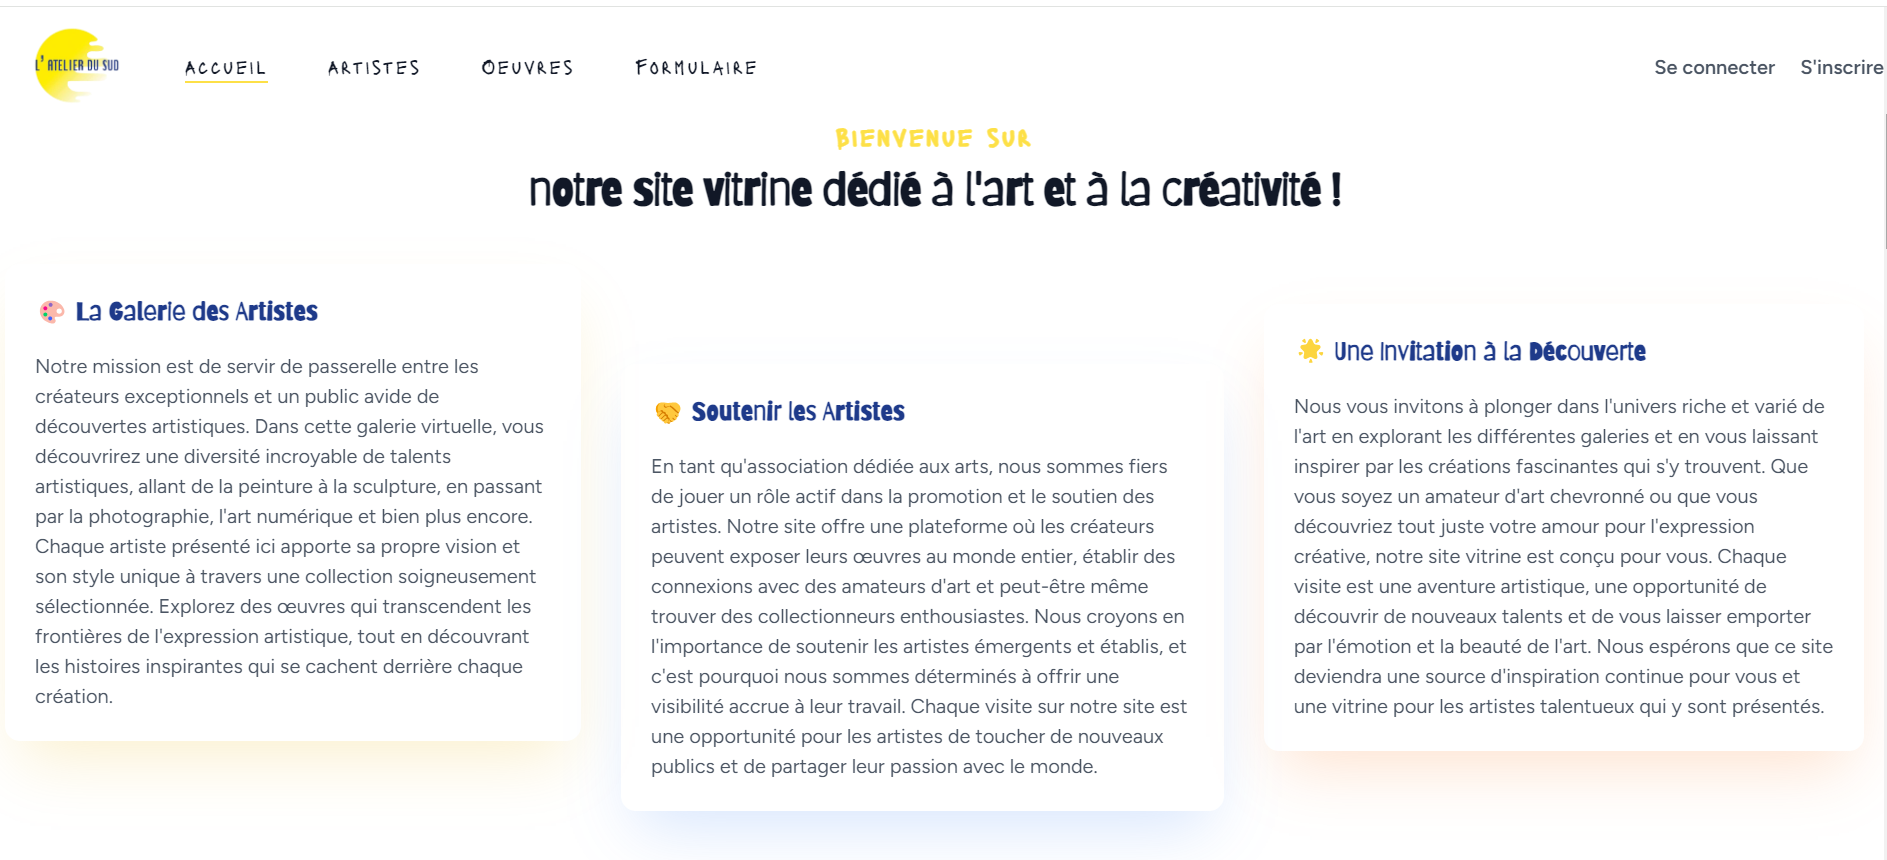 L'ATELIER DU SUD
ACCUEIL
ARTISTES
OEUVRES
FORMULAIRE
Se connecter
S'inscrire
BIENVENUE SUR
notre site vitrine dédié à l'art et à la créativité !
La Galerie des Artistes
Notre mission est de servir de passerelle entre les
créateurs exceptionnels et un public avide de
découvertes artistiques. Dans cette galerie virtuelle, vous
découvrirez une diversité incroyable de talents
artistiques, allant de la peinture à la sculpture, en passant
par la photographie, l'art numérique et bien plus encore.
Chaque artiste présenté ici apporte sa propre vision et
son style unique à travers une collection soigneusement
sélectionnée. Explorez des œuvres qui transcendent les
frontières de l'expression artistique, tout en découvrant
les histoires inspirantes qui se cachent derrière chaque
création.
Soutenir les Artistes
En tant qu'association dédiée aux arts, nous sommes fiers
de jouer un rôle actif dans la promotion et le soutien des
artistes. Notre site offre une plateforme où les créateurs
peuvent exposer leurs œuvres au monde entier, établir des
connexions avec des amateurs d'art et peut-être même
trouver des collectionneurs enthousiastes. Nous croyons en
l'importance de soutenir les artistes émergents et établis, et
c'est pourquoi nous sommes déterminés à offrir une
visibilité accrue à leur travail. Chaque visite sur notre site est
une opportunité pour les artistes de toucher de nouveaux
publics et de partager leur passion avec le monde.
Une Invitation à la Découverte
Nous vous invitons à plonger dans l'univers riche et varié de
l'art en explorant les différentes galeries et en vous laissant
inspirer par les créations fascinantes qui s'y trouvent. Que
vous soyez un amateur d'art chevronné ou que vous
découvriez tout juste votre amour pour l'expression
créative, notre site vitrine est conçu pour vous. Chaque
visite est une aventure artistique, une opportunité de
découvrir de nouveaux talents et de vous laisser emporter
par l'émotion et la beauté de l'art. Nous espérons que ce site
deviendra une source d'inspiration continue pour vous et
une vitrine pour les artistes talentueux qui y sont présentés.